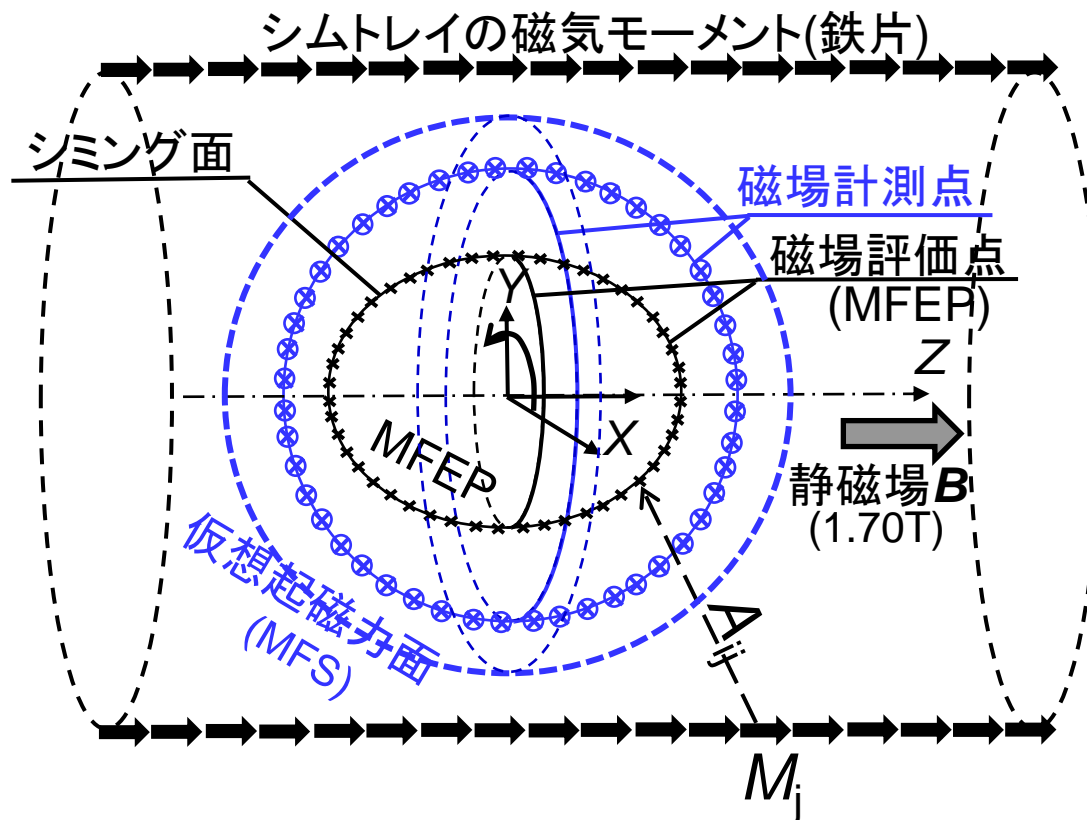 シムトレイの磁気モーメント(鉄片)
シミング面
磁場計測点
磁場評価点
(MFEP)
Y
Z
X
MFEP
静磁場B
(1.70T)
仮想起磁力面
(MFS)
Aij
Mj